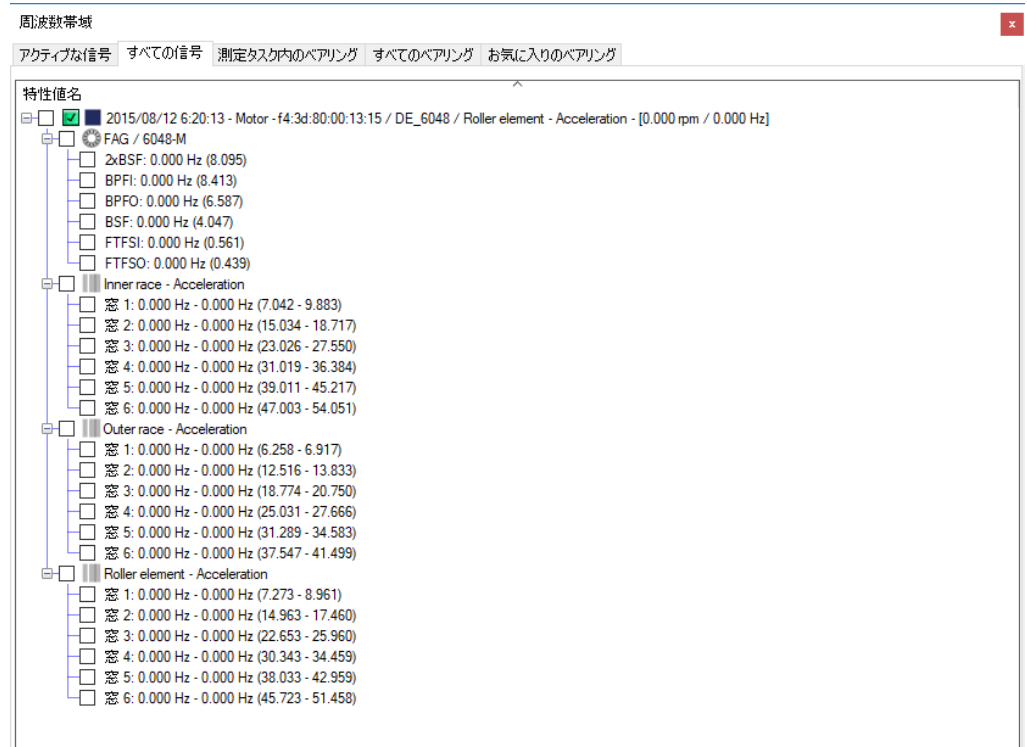 周波数帯域
x
アクティブな信号 すべての信号 測定タスク内のベアリング すべてのベアリング お気に入りのベアリング
特性値名
2015/08/12 6:20:13 - Motor - f4:3d:80:00:13:15 / DE_6048 / Roller element - Acceleration - [0.000 rpm / 0.000 Hz]
FAG / 6048-M
2xBSF: 0.000 Hz (8.095)
BPFI: 0.000 Hz (8.413)
BPFO: 0.000 Hz (6.587)
BSF: 0.000 Hz (4.047)
FTFSI: 0.000 Hz (0.561)
FTFSO: 0.000 Hz (0.439)
Inner race - Acceleration
窓 1: 0.000 Hz - 0.000 Hz (7.042 - 9.883)
窓 2: 0.000 Hz - 0.000 Hz (15.034 - 18.717)
窓 3: 0.000 Hz - 0.000 Hz (23.026 - 27.550)
窓 4: 0.000 Hz - 0.000 Hz (31.019 - 36.384)
窓 5: 0.000 Hz - 0.000 Hz (39.011 - 45.217)
窓 6: 0.000 Hz - 0.000 Hz (47.003 - 54.051)
Outer race - Acceleration
窓 1: 0.000 Hz - 0.000 Hz (6.258 - 6.917)
窓 2: 0.000 Hz - 0.000 Hz (12.516 - 13.833)
窓 3: 0.000 Hz - 0.000 Hz (18.774 - 20.750)
窓 4: 0.000 Hz - 0.000 Hz (25.031 - 27.666)
窓 5: 0.000 Hz - 0.000 Hz (31.289 - 34.583)
窓 6: 0.000 Hz - 0.000 Hz (37.547 - 41.499)
Roller element - Acceleration
窓 1: 0.000 Hz - 0.000 Hz (7.273 - 8.961)
窓 2: 0.000 Hz - 0.000 Hz (14.963 - 17.460)
窓 3: 0.000 Hz - 0.000 Hz (22.653 - 25.960)
窓 4: 0.000 Hz - 0.000 Hz (30.343 - 34.459)
窓 5: 0.000 Hz - 0.000 Hz (38.033 - 42.959)
窓 6: 0.000 Hz - 0.000 Hz (45.723 - 51.458)